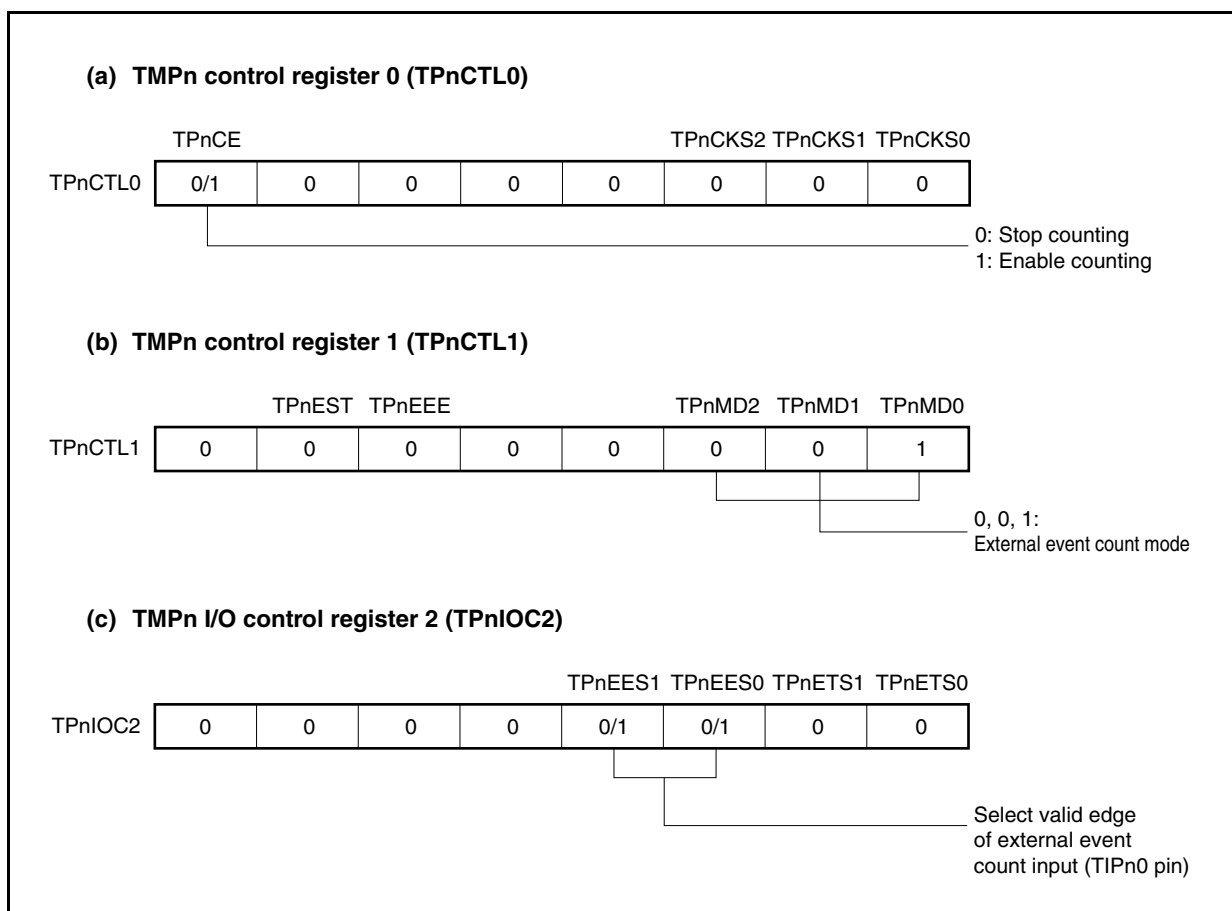 (a) TMPn control register 0 (TPnCTL0)
TPnCE TPnCKS2 TPnCKS1 TPnCKS0
TPnCTL0 0/1 0 0 0 0 0 0 0
0: Stop counting
1: Enable counting
(b) TMPn control register 1 (TPnCTL1)
TPnEST TPnEEE TPnMD2 TPnMD1 TPnMD0
TPnCTL1 0 0 0 0 0 0 0 1
0, 0, 1:
External event count mode
(c) TMPn I/O control register 2 (TPnIOC2)
TPnEES1 TPnEES0 TPnETS1 TPnETS0
TPnIOC2 0 0 0 0 0/1 0/1 0 0
Select valid edge
of external event
count input (TIPn0 pin)